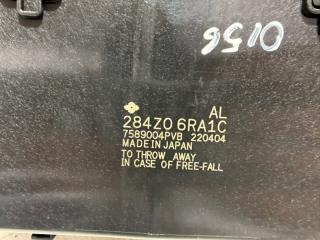 0156
AL
284Z0 6RA1C
7589004PVB 220404
MADE IN JAPAN
TO THROW AWAY
IN CASE OF FREE-FALL